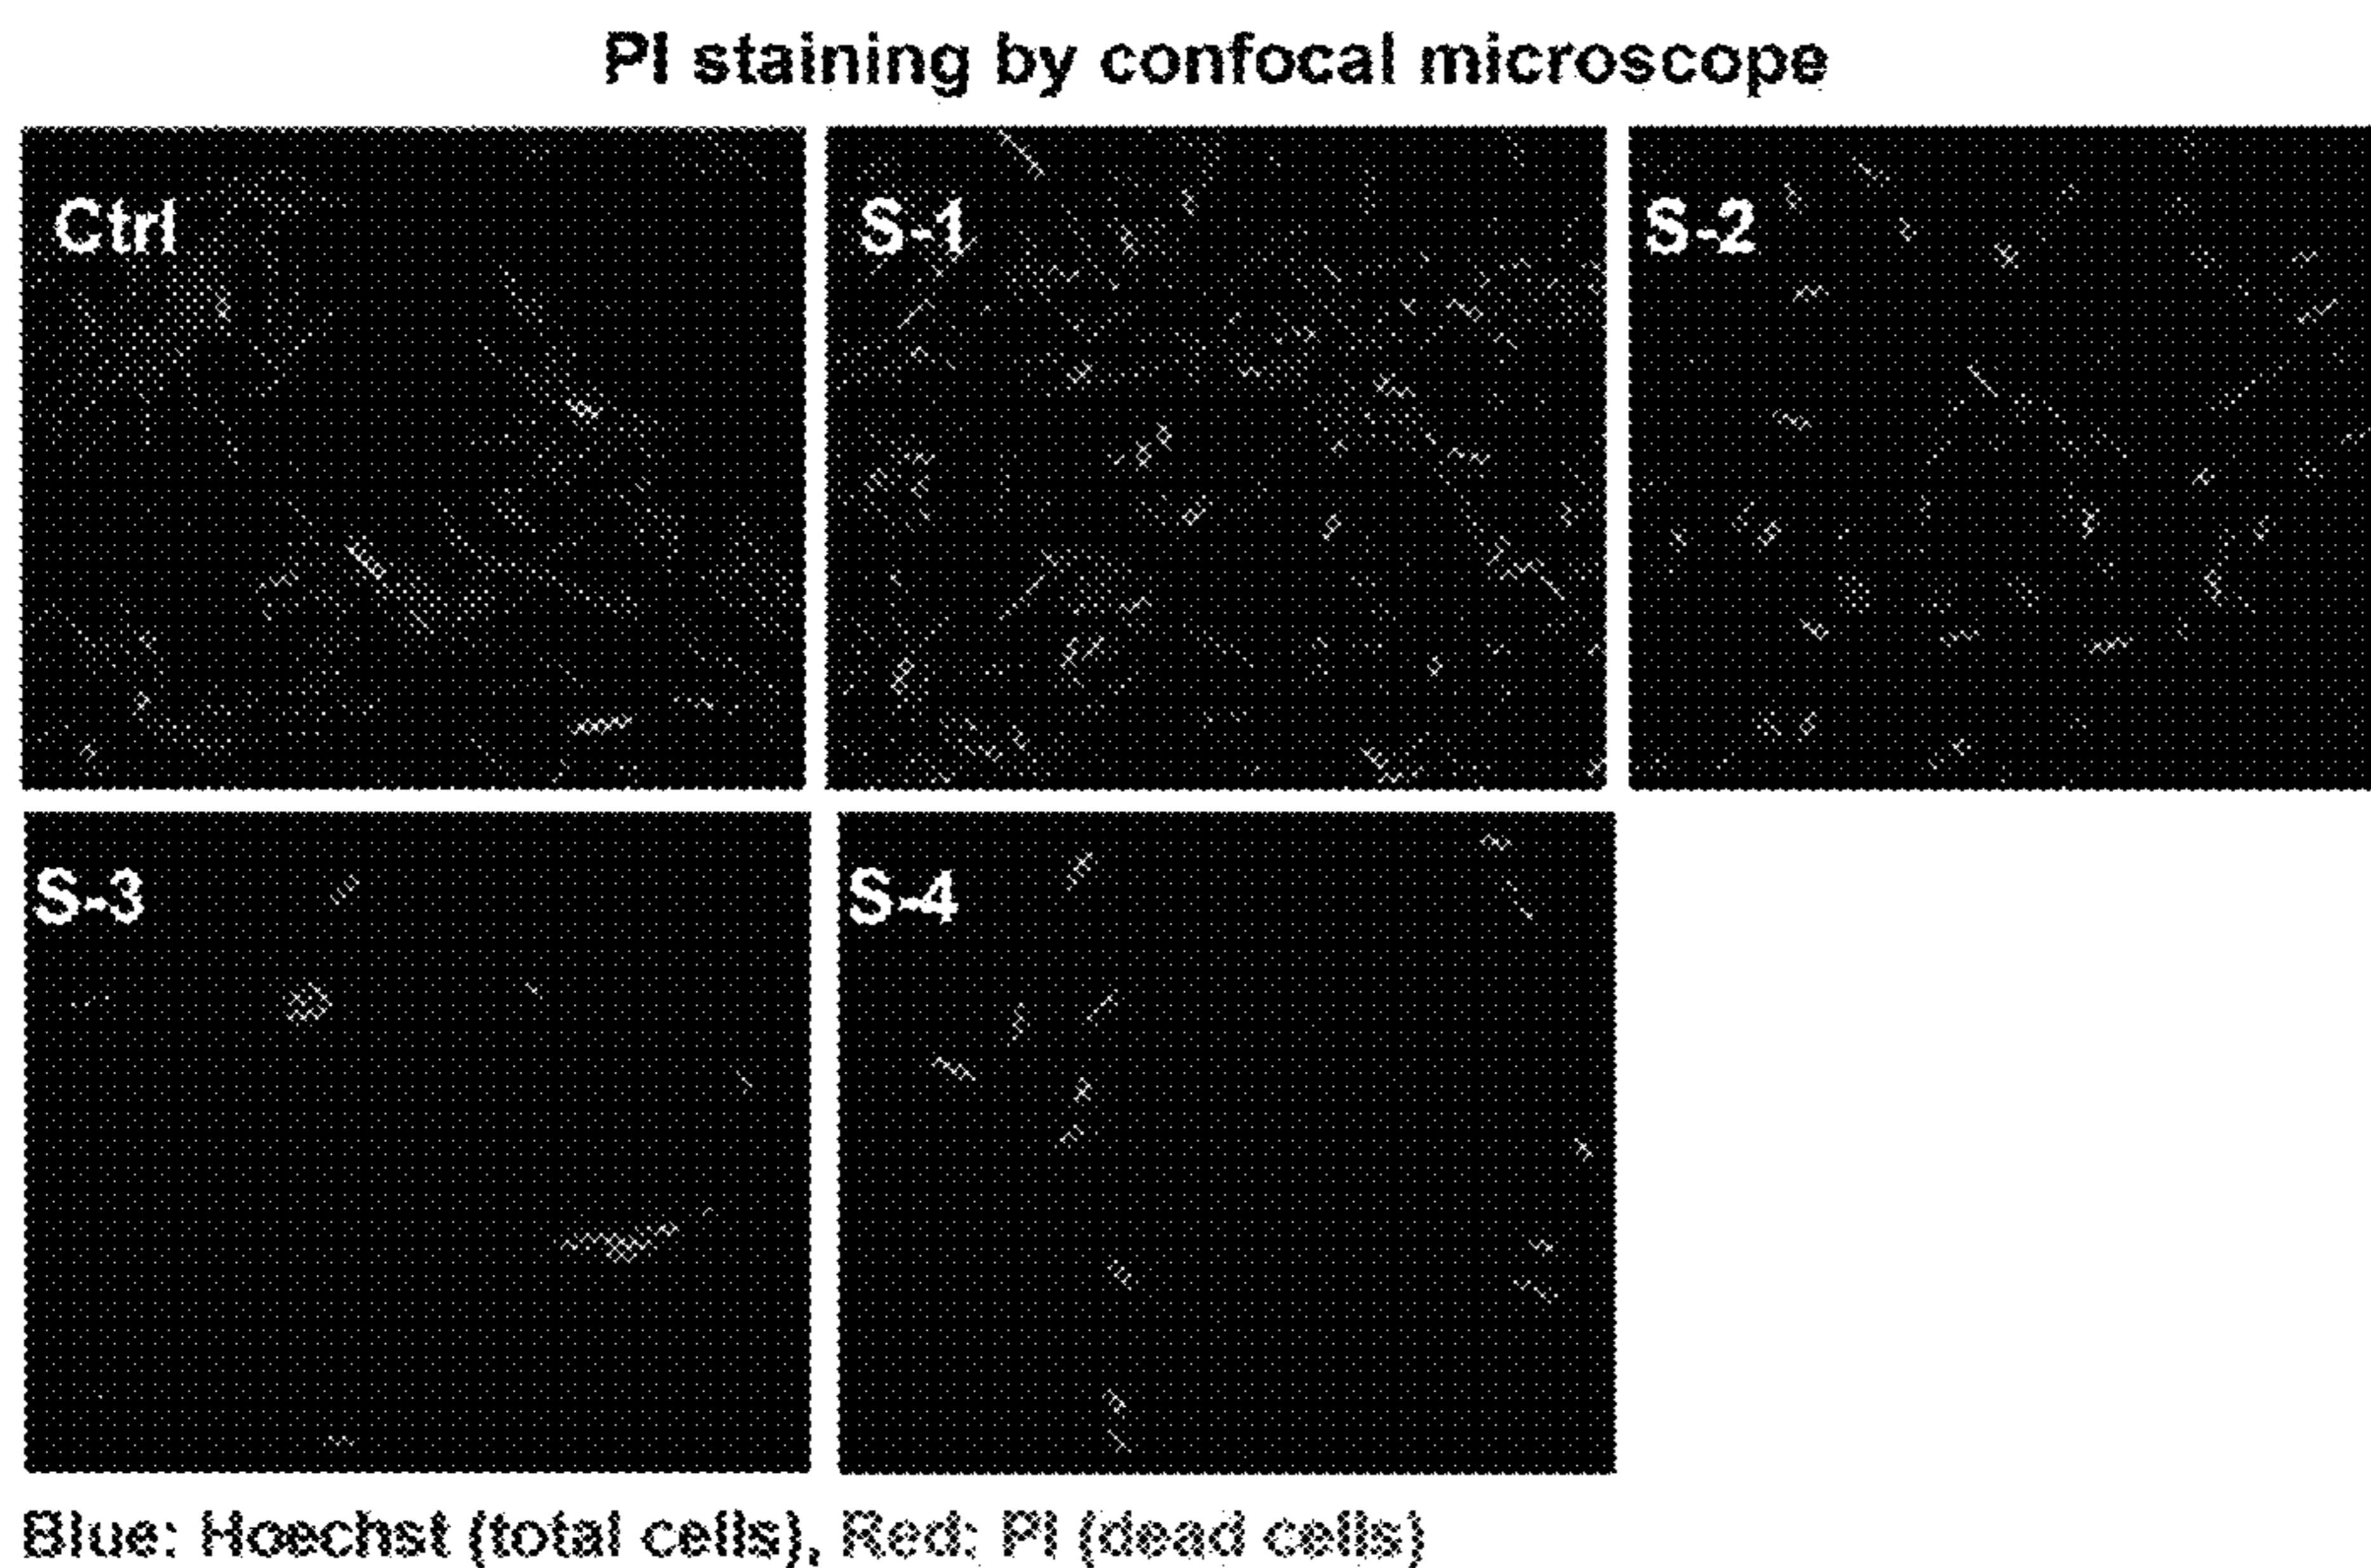 PI staining by confocal microscope
Ctrl
S-1
S-2
S-3
S-4
Blue: Hoechst (total cells), Red: PI (dead cells)